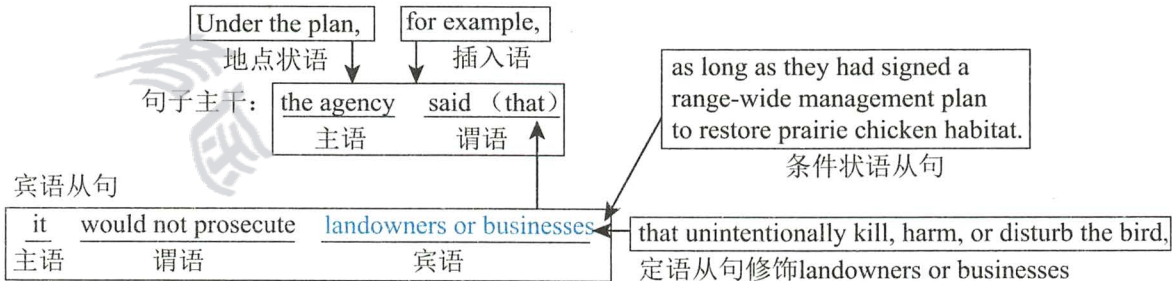 Under the plan,
for example,
地点状语
插入语
句子主干：
the agency
said （that）
主语
谓语
as long as they had signed a
range-wide management plan
to restore prairie chicken habitat.
条件状语从句
宾语从句
it
would not prosecute
landowners or businesses
主语
谓语
宾语
that unintentionally kill, harm, or disturb the bird,
定语从句修饰landowners or businesses